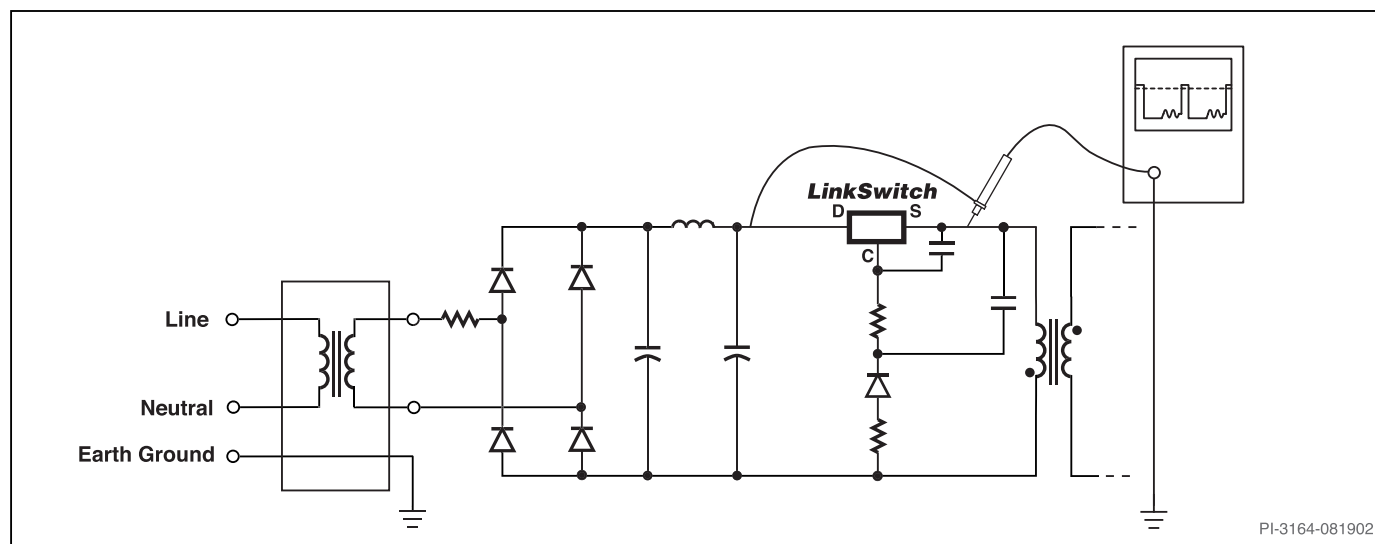 LinkSwitch
D
S
C
Line
Neutral
Earth Ground
PI-3164-081902